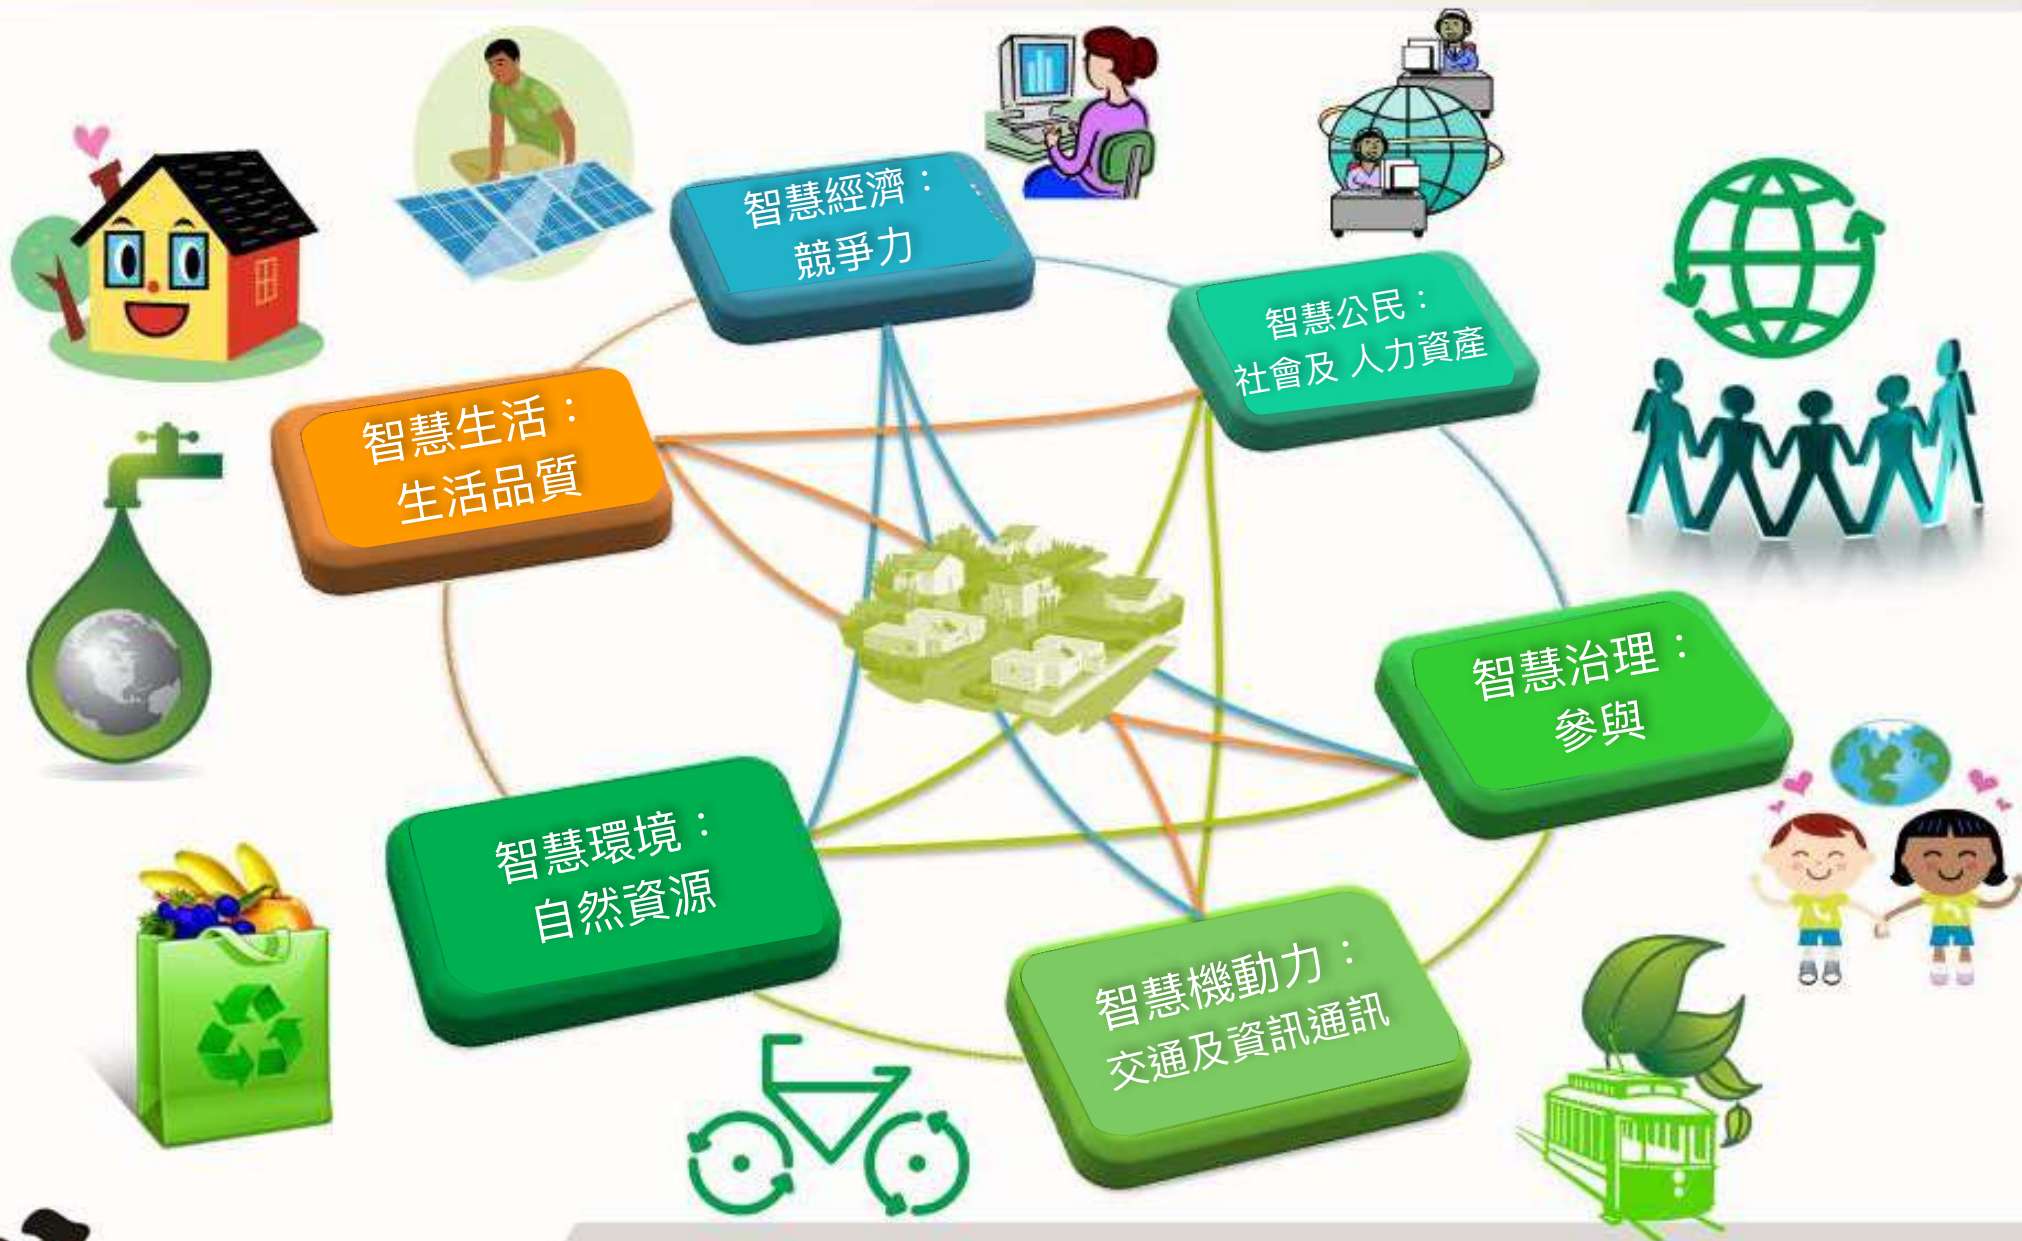 智慧經濟：
競爭力
智慧公民：
社會及 人力資產
智慧生活：
生活品質
智慧治理：
參與
智慧環境：
自然資源
智慧機動力：
交通及資訊通訊